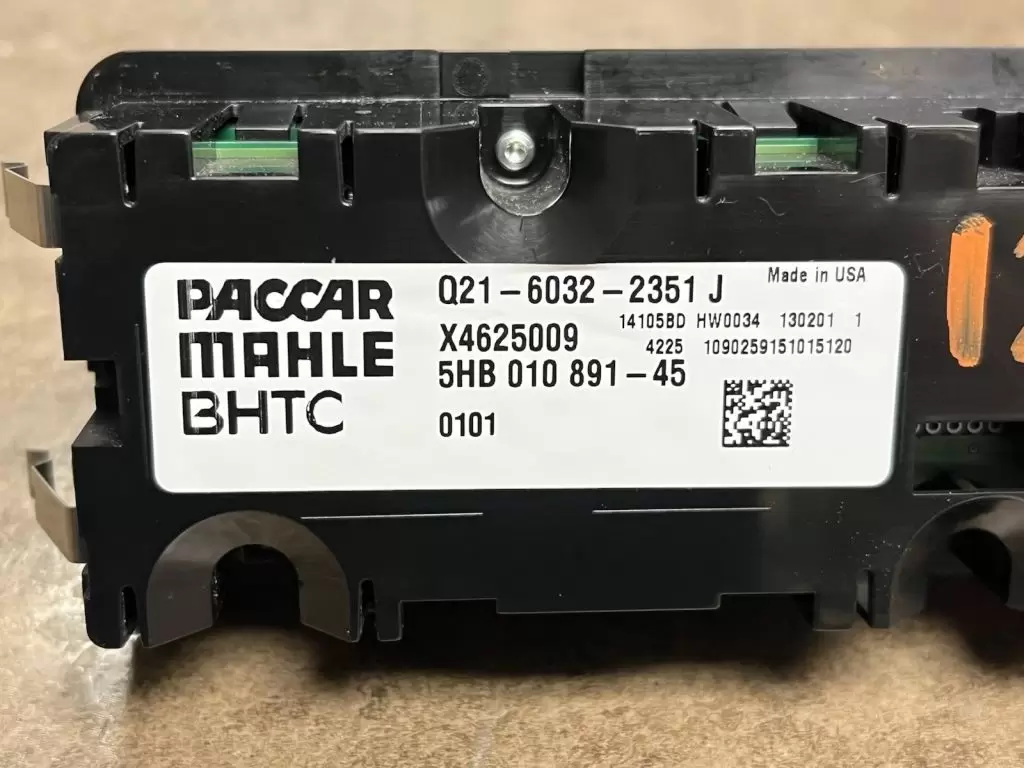 PACCAR
MAHLE
BHTC
Q21-6032-2351 J
Made in USA
X4625009
14105BD HW0034 130201 1
4225 1090259151015120
5HB 010 891-45
0101